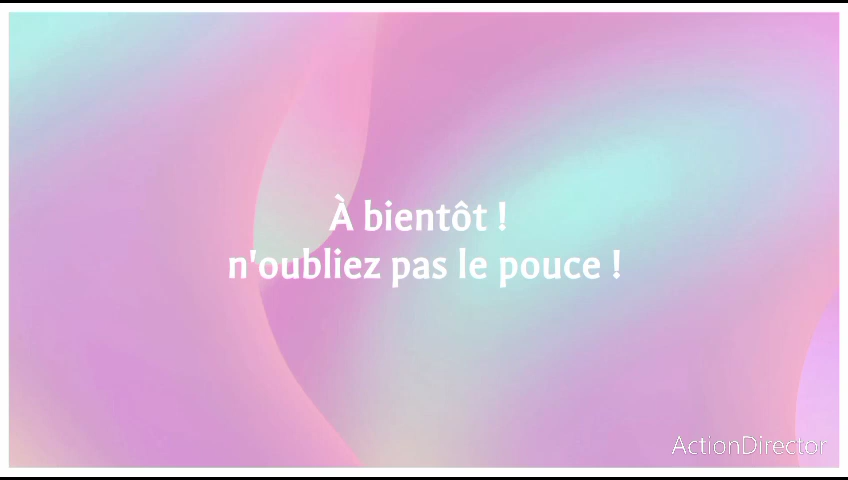 À bientôt !
n'oubliez pas le pouce !
ActionDirector